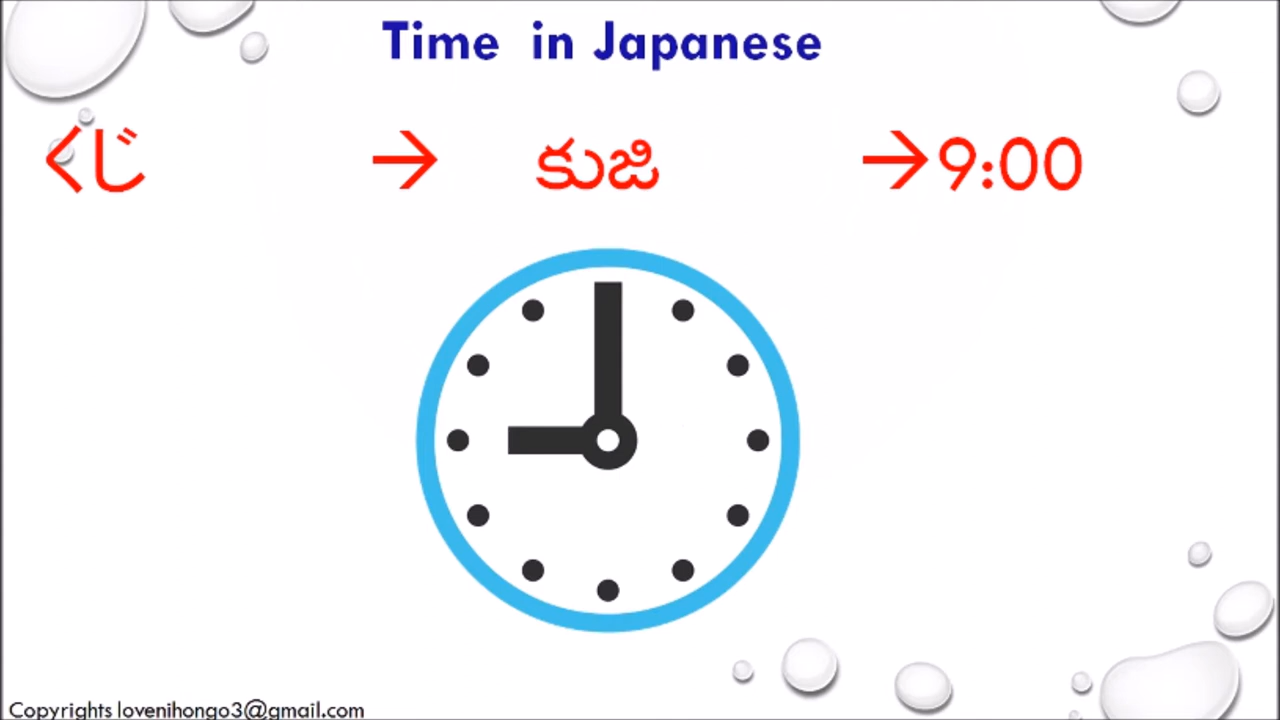 Time in Japanese
くじ → కుజి →9:00
Copyrights lovenihongo3@gmail.com